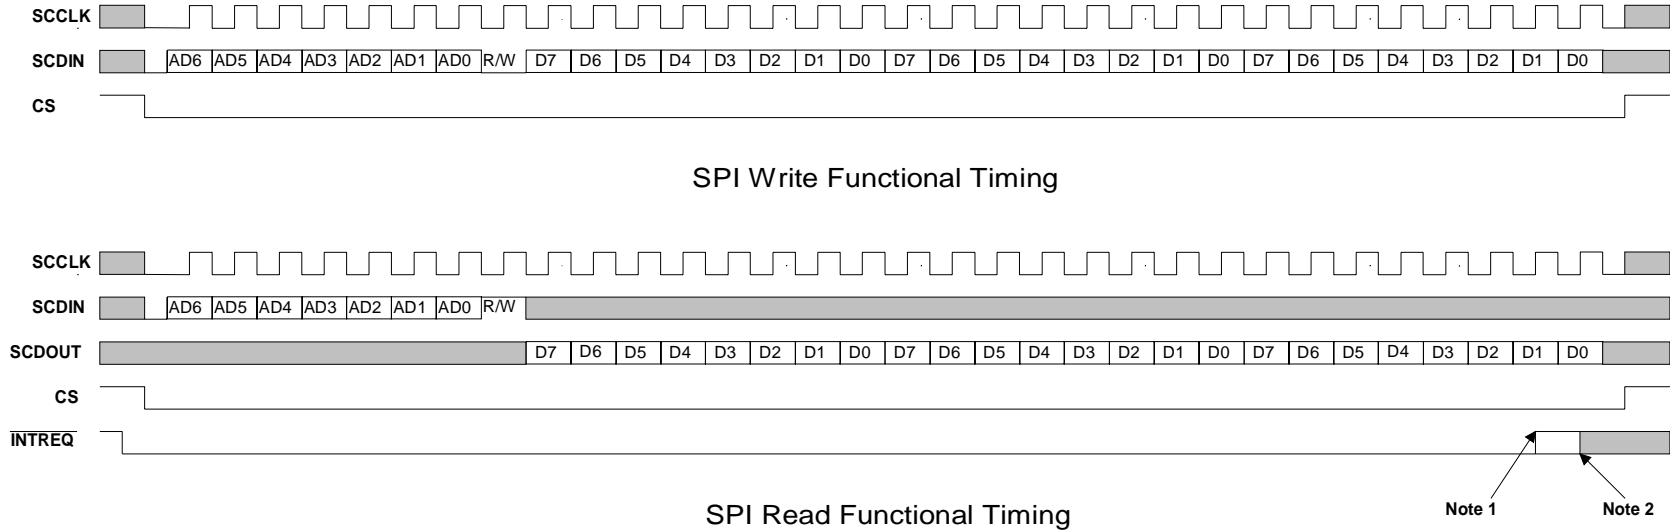 SCCLK
SCDIN AD6 AD5 AD4 AD3 AD2 AD1 AD0 R/W D7 D6 D5 D4 D3 D2 D1 D0 D7 D6 D5 D4 D3 D2 D1 D0 D7 D6 D5 D4 D3 D2 D1 D0
CS
SPI Write Functional Timing
SCCLK
SCDIN AD6 AD5 AD4 AD3 AD2 AD1 AD0 R/W
SCDOUT D7 D6 D5 D4 D3 D2 D1 D0 D7 D6 D5 D4 D3 D2 D1 D0 D7 D6 D5 D4 D3 D2 D1 D0
CS
INTREQ
Note 1 Note 2
SPI Read Functional Timing